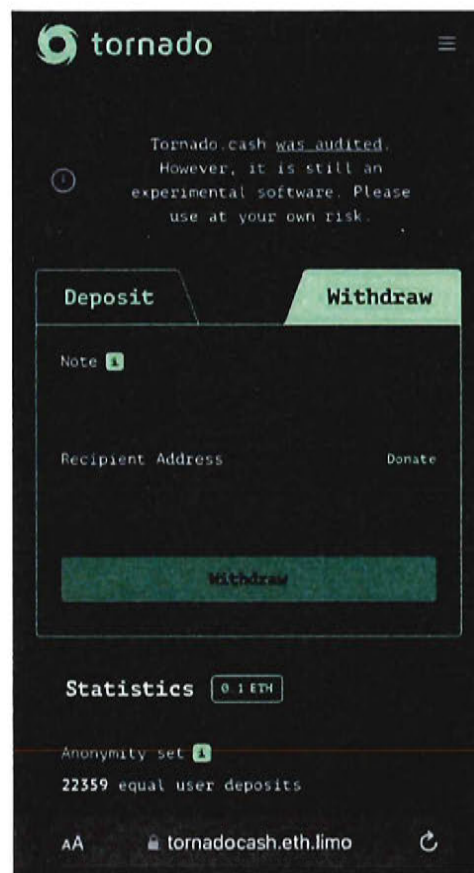 tornado
Tornado.cash was audited.
However, it is still an
experimental software. Please
use at your own risk.
Deposit
Withdraw
Note i
Recipient Address
Donate
Withdraw
Statistics 0.1 ETH
Anonymity set i
22359 equal user deposits
AA tornadocash.eth.limo